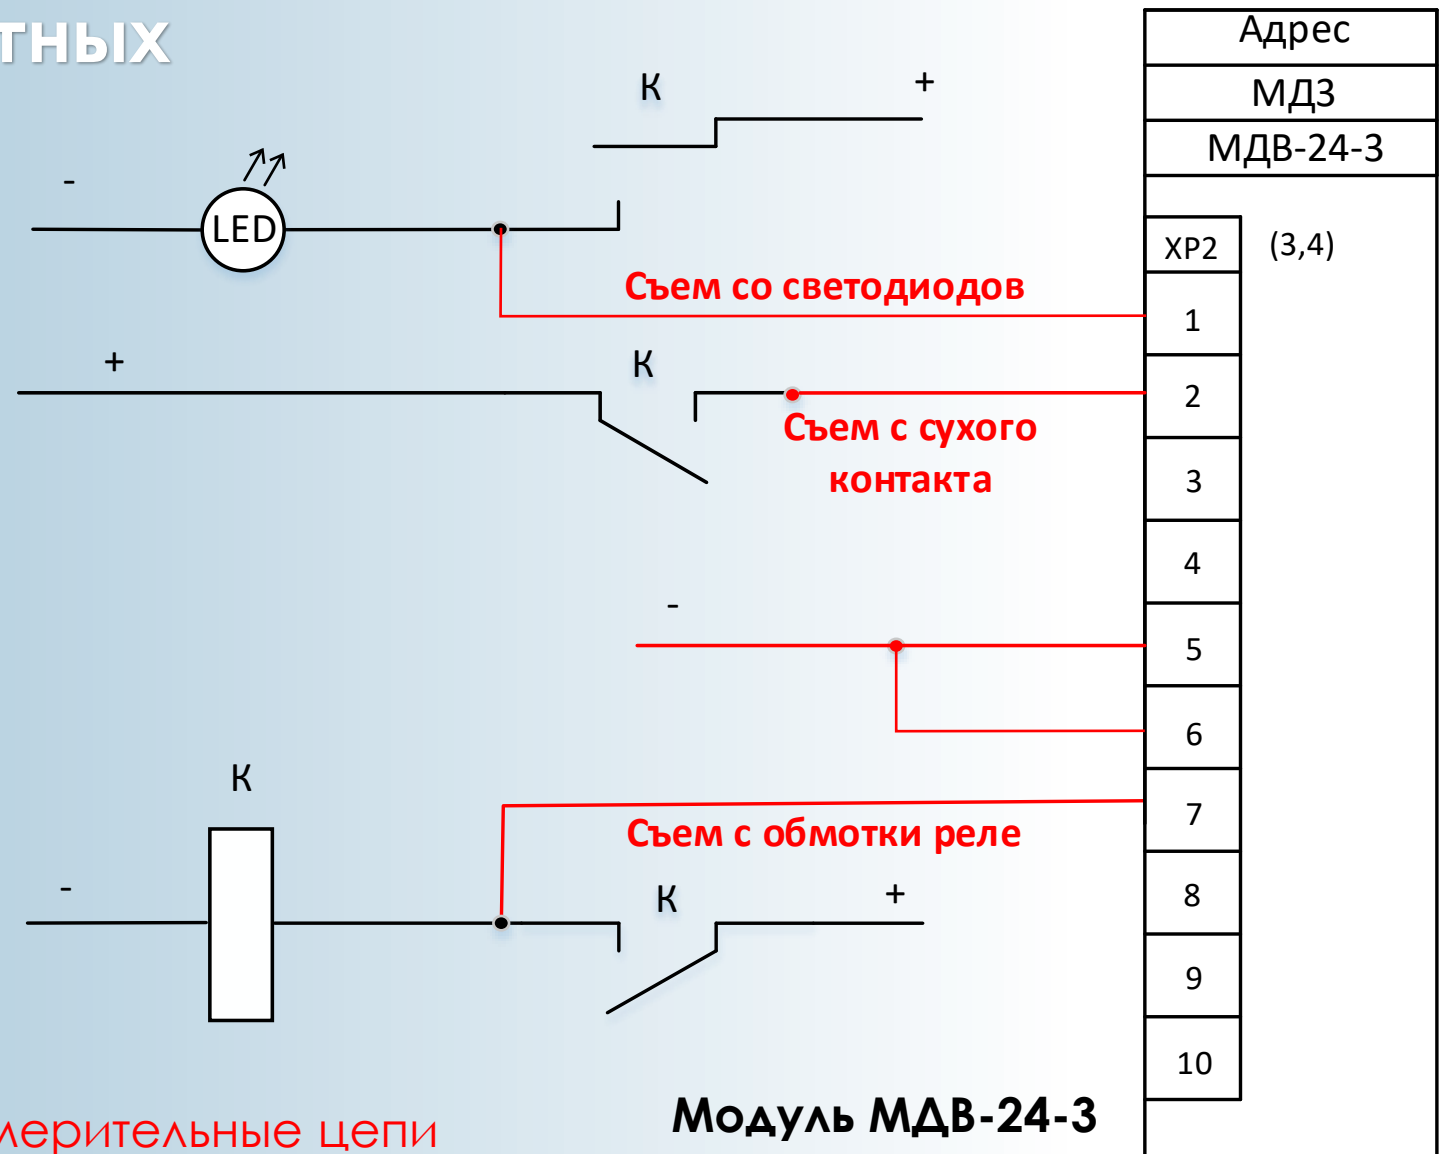 тных
Адрес
МД3
МДВ-24-3
К
+
-
LED
XP2
(3,4)
Съем со светодиодов
1
+
К
2
Съем с сухого
контакта
3
4
-
5
6
К
7
Съем с обмотки реле
-
К
+
8
9
10
Модуль МДВ-24-3
мерительные цепи